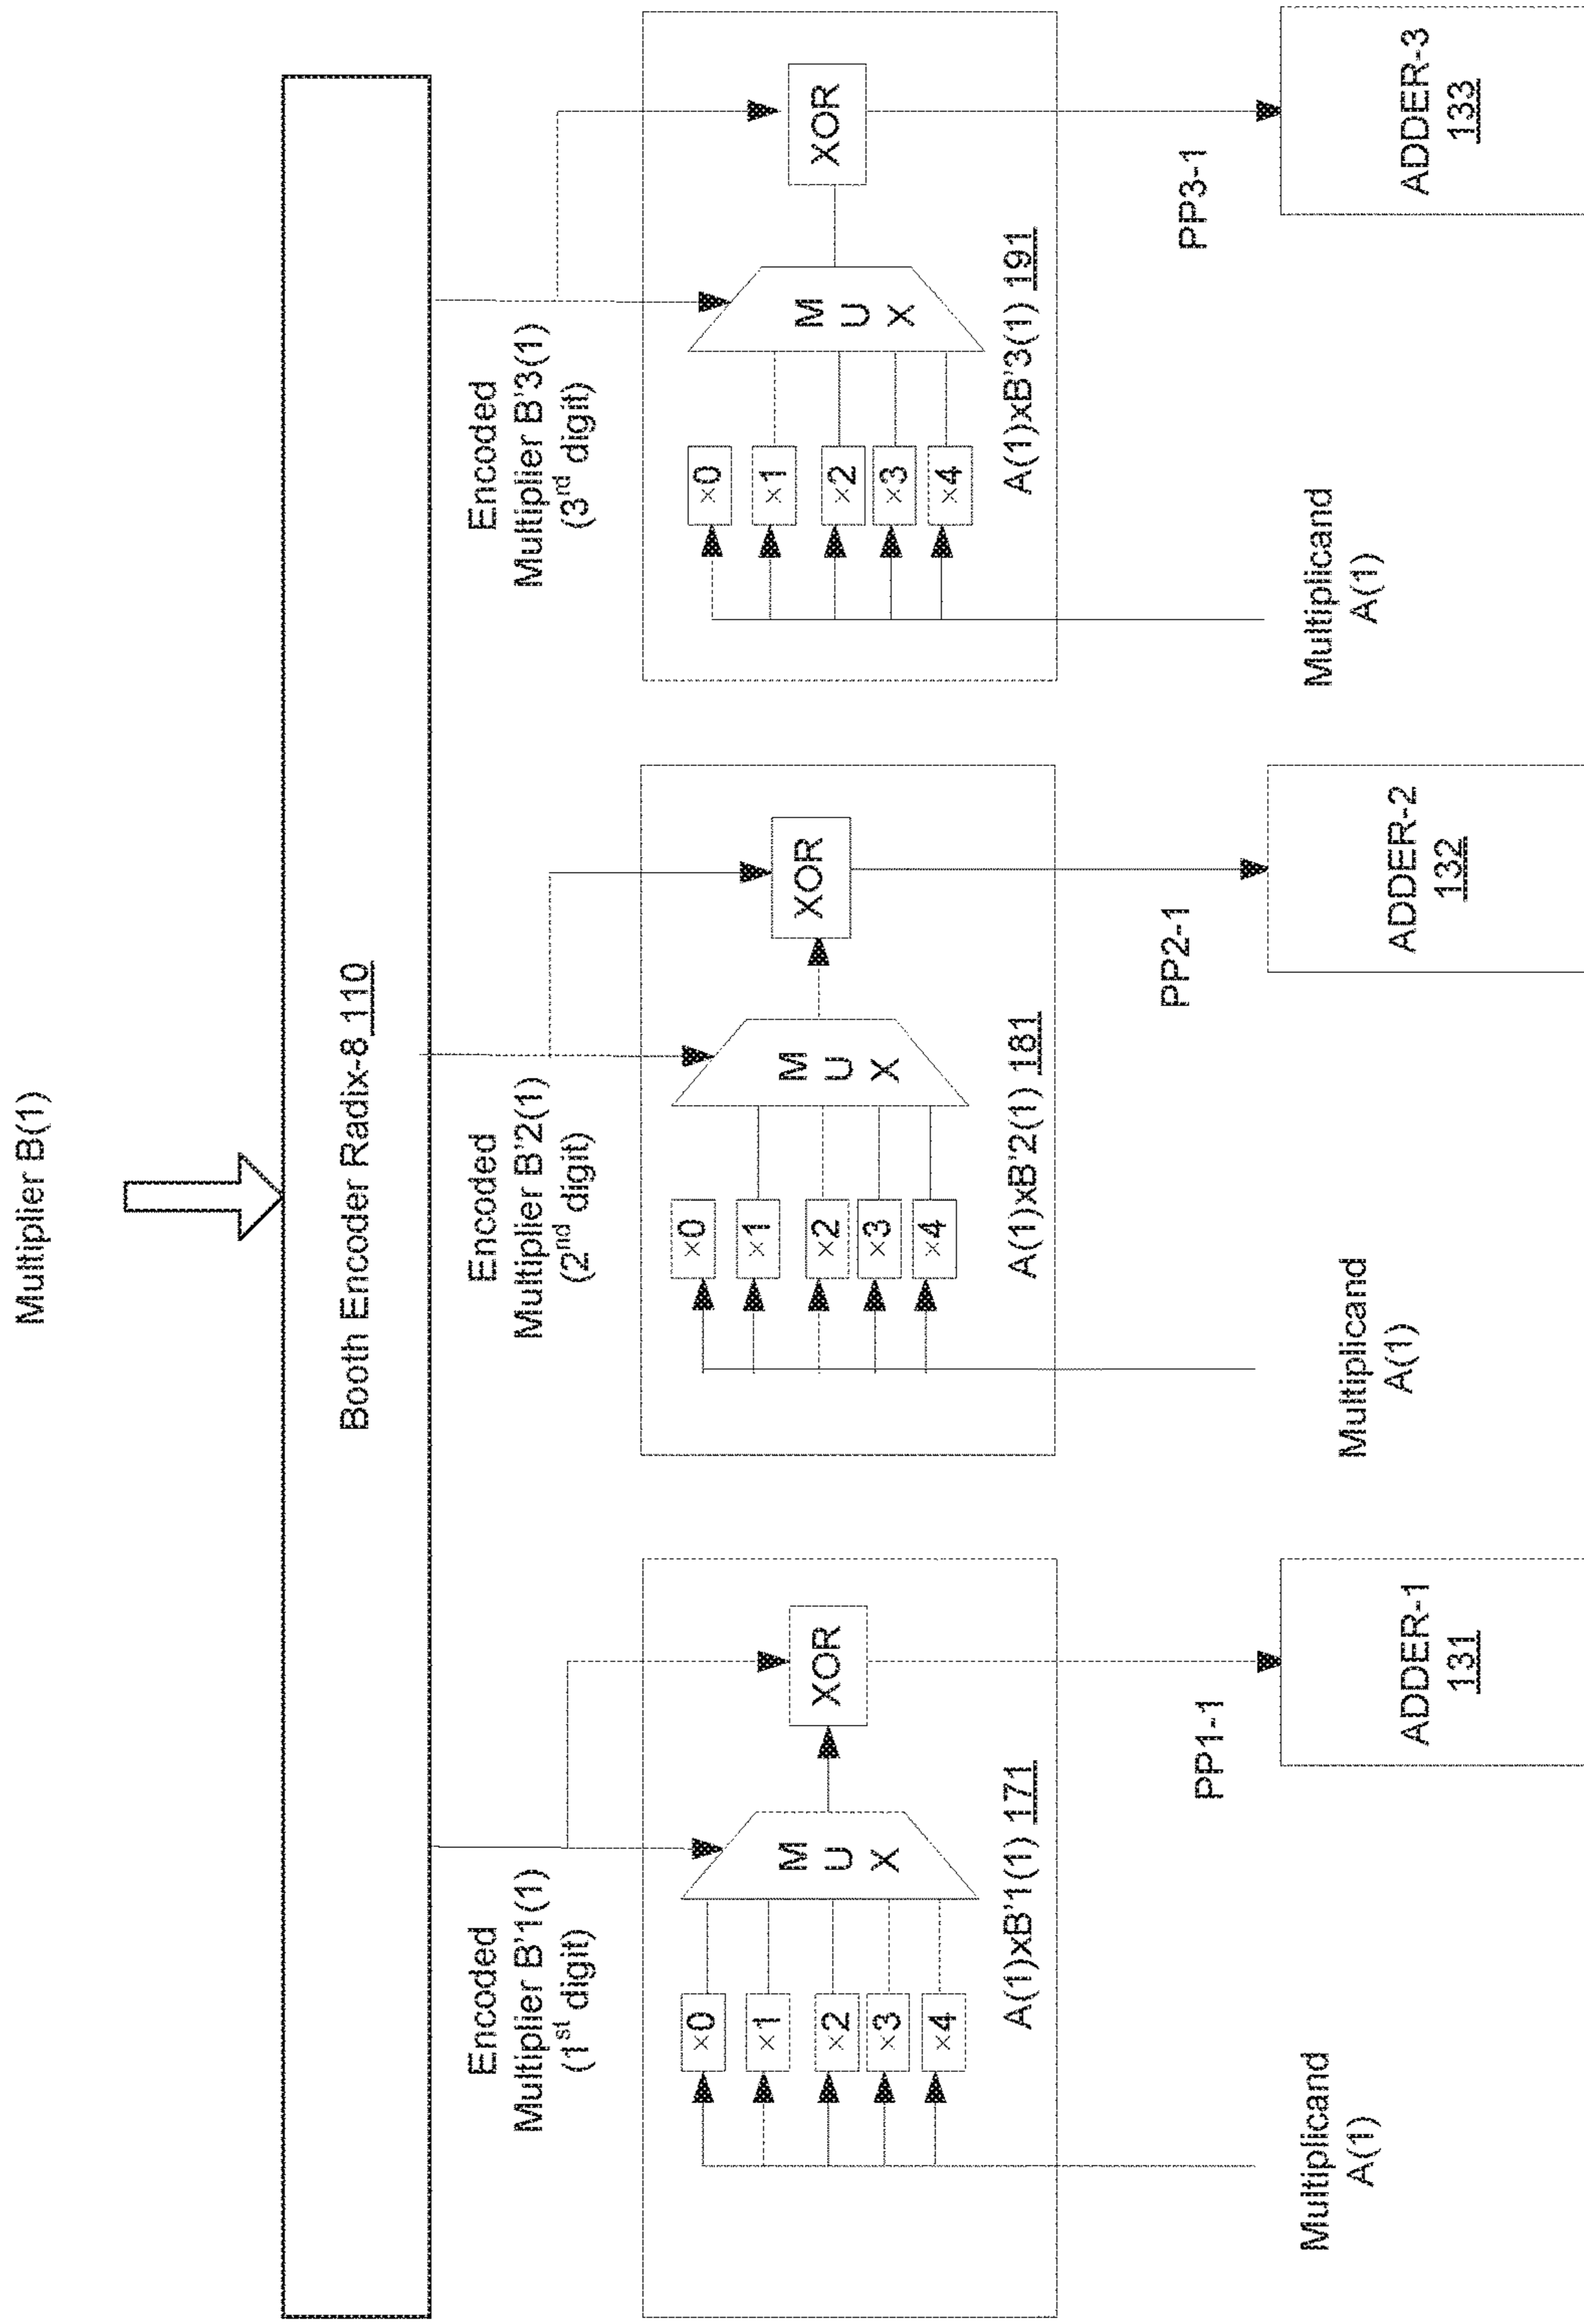 Multiplier B(1)
Booth Encoder Radix-8 110
Encoded
Multiplier B'1(1)
(1st digit)
Encoded
Multiplier B'2(1)
(2nd digit)
Encoded
Multiplier B'3(1)
(3rd digit)
×0
×1
×2
×3
×4
M
U
X
XOR
A(1)xB'1(1) 171
×0
×1
×2
×3
×4
M
U
X
XOR
A(1)xB'2(1) 181
×0
×1
×2
×3
×4
M
U
X
XOR
A(1)xB'3(1) 191
PP1-1
PP2-1
PP3-1
Multiplicand
A(1)
ADDER-1
131
Multiplicand
A(1)
ADDER-2
132
Multiplicand
A(1)
ADDER-3
133